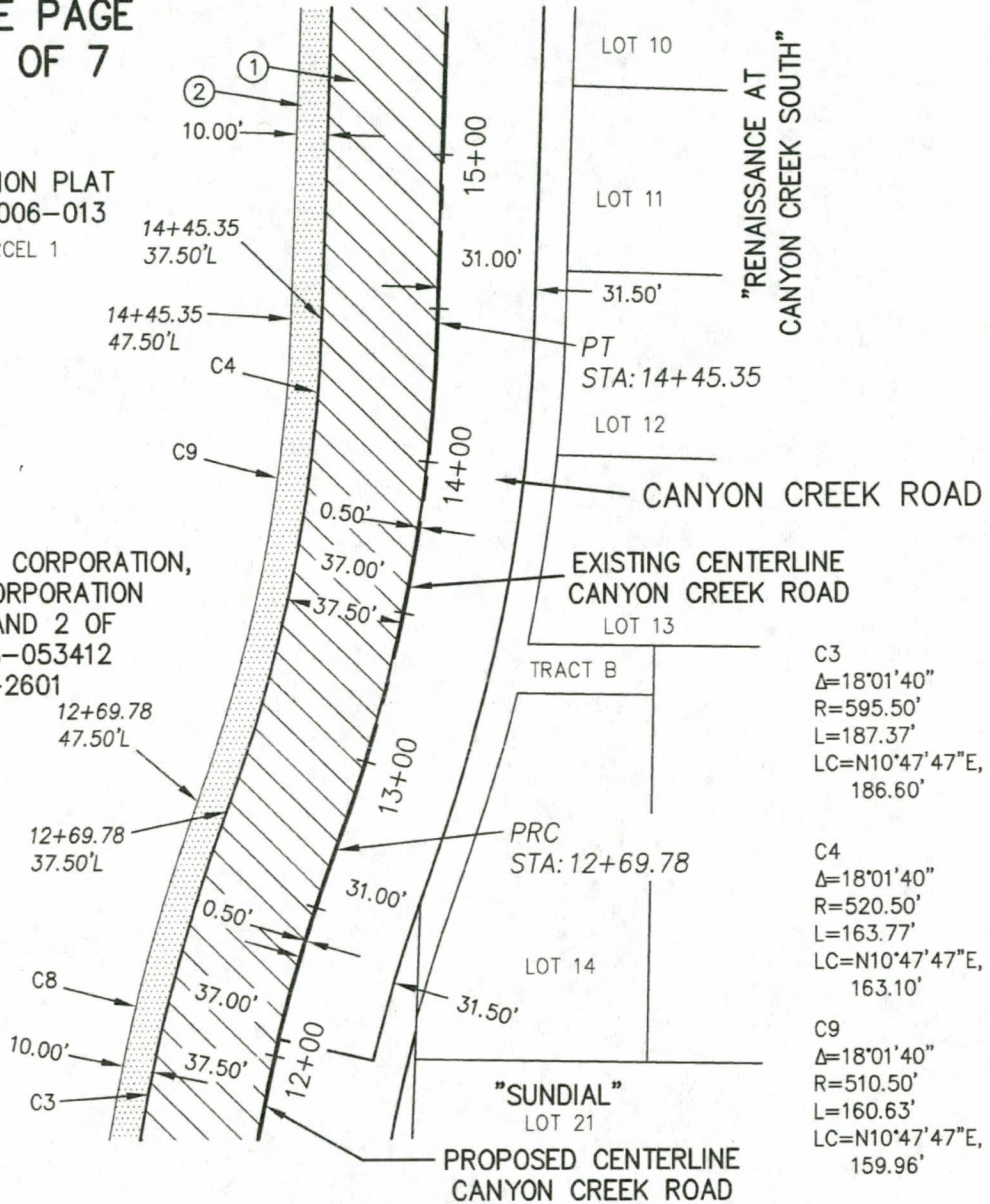 E PAGE
OF 7
ION PLAT
006-013
CEL 1
①
②
10.00'
14+45.35
37.50'L
14+45.35
47.50'L
C4
C9
15+00
31.00'
31.50'
PT
STA: 14+45.35
LOT 10
LOT 11
LOT 12
"RENAISSANCE AT
CANYON CREEK SOUTH"
14+00
CANYON CREEK ROAD
0.50'
37.00'
37.50'
EXISTING CENTERLINE
CANYON CREEK ROAD
LOT 13
TRACT B
CORPORATION,
ORPORATION
AND 2 OF
-053412
-2601
12+69.78
47.50'L
12+69.78
37.50'L
13+00
PRC
STA: 12+69.78
31.00'
0.50'
LOT 14
31.50'
C8
37.00'
10.00'
37.50'
C3
12+00
"SUNDIAL"
LOT 21
PROPOSED CENTERLINE
CANYON CREEK ROAD
C3
Δ=18°01'40"
R=595.50'
L=187.37'
LC=N10°47'47"E,
186.60'
C4
Δ=18°01'40"
R=520.50'
L=163.77'
LC=N10°47'47"E,
163.10'
C9
Δ=18°01'40"
R=510.50'
L=160.63'
LC=N10°47'47"E,
159.96'